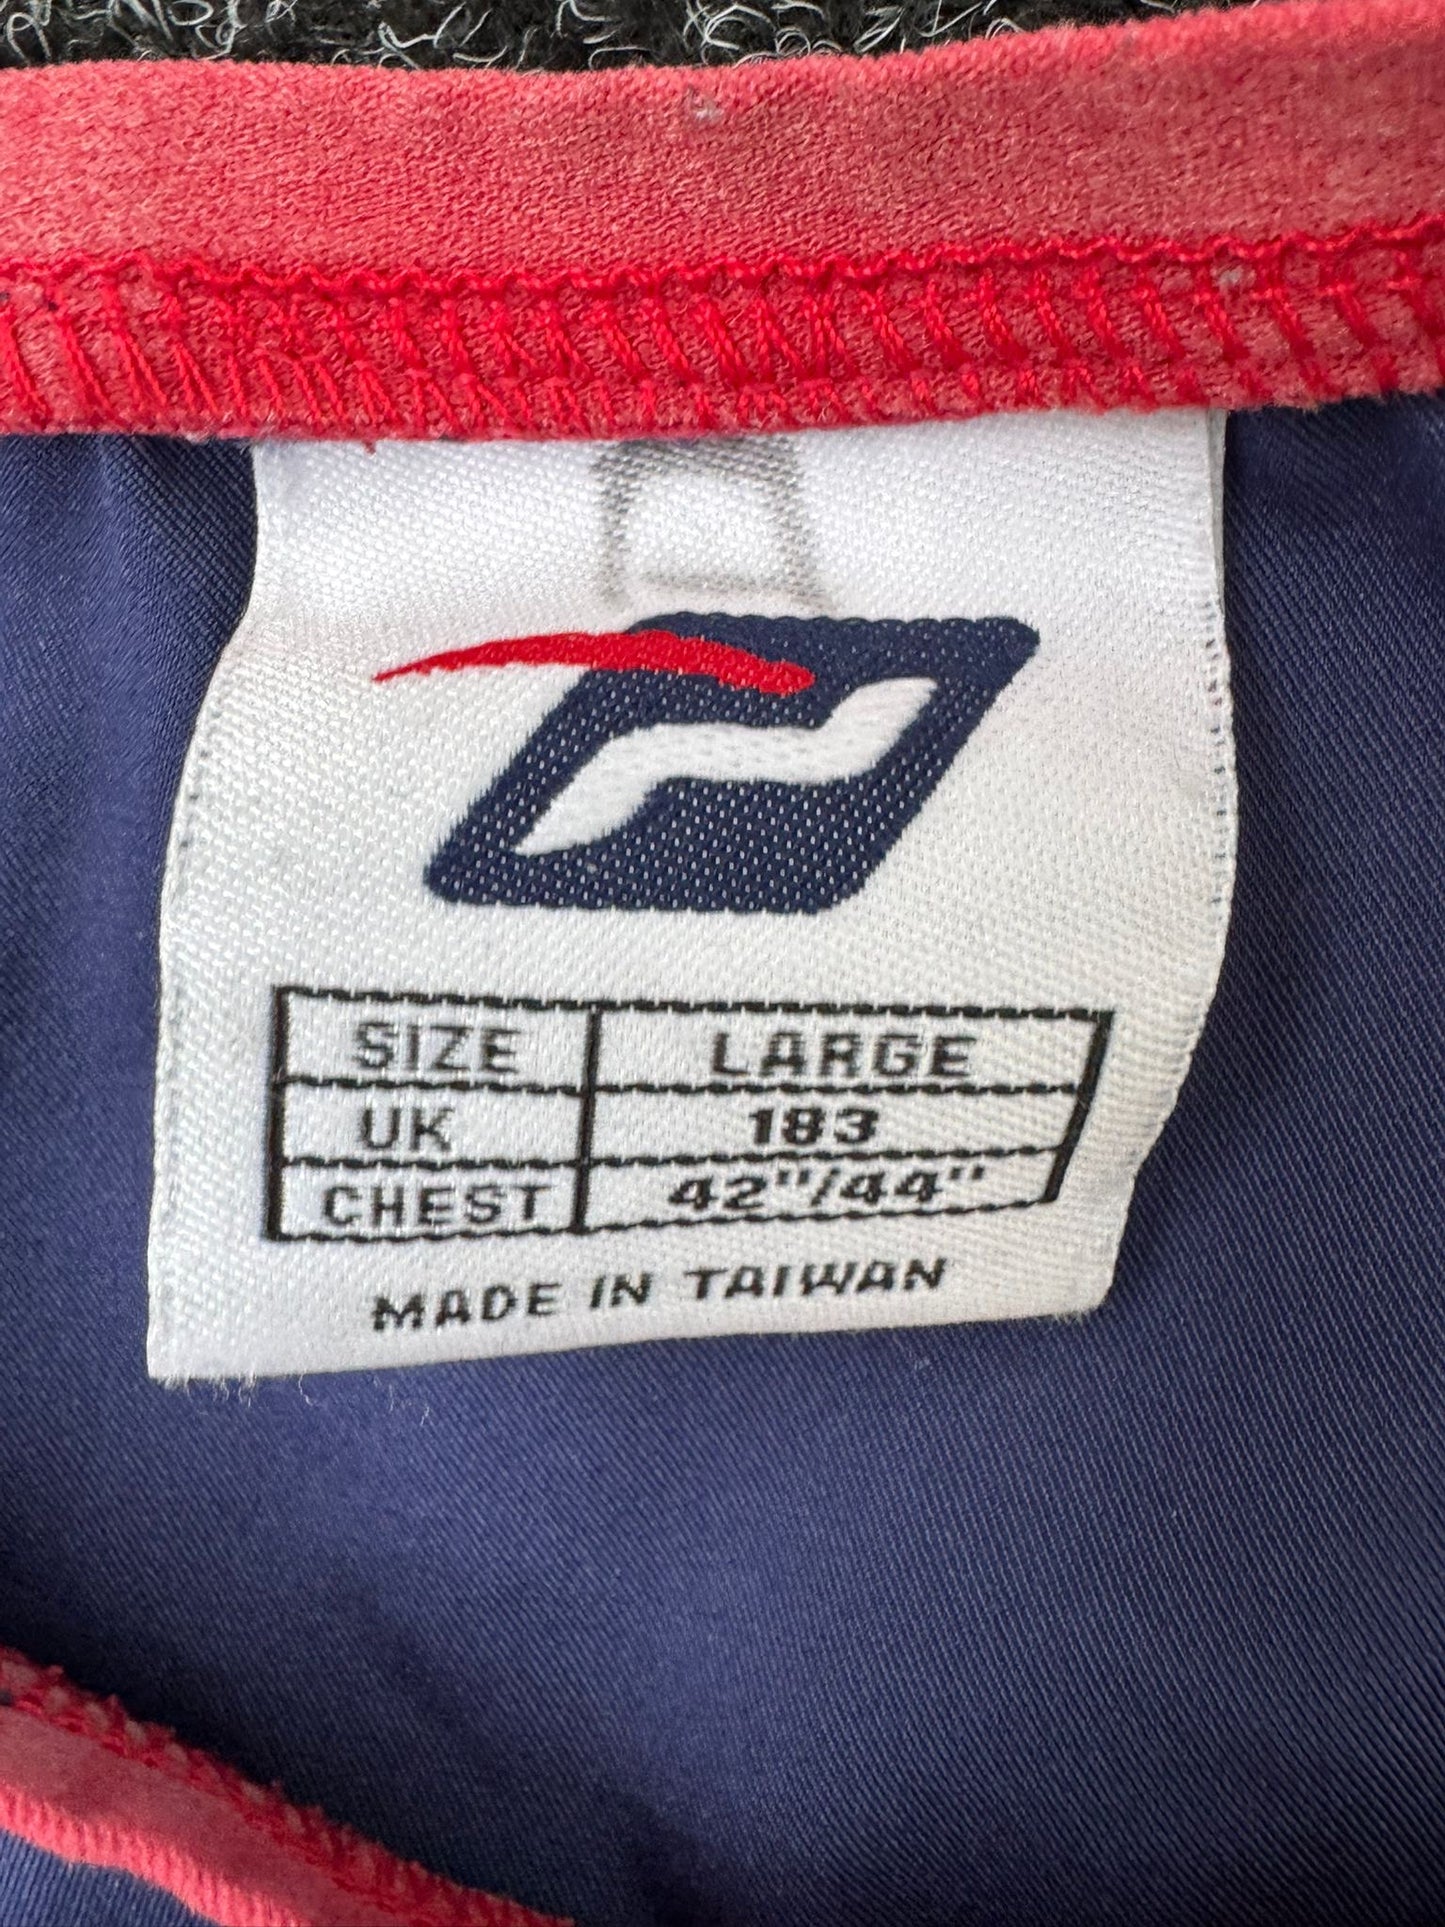 SIZE LARGE
UK 183
CHEST 42"/44"
MADE IN TAIWAN